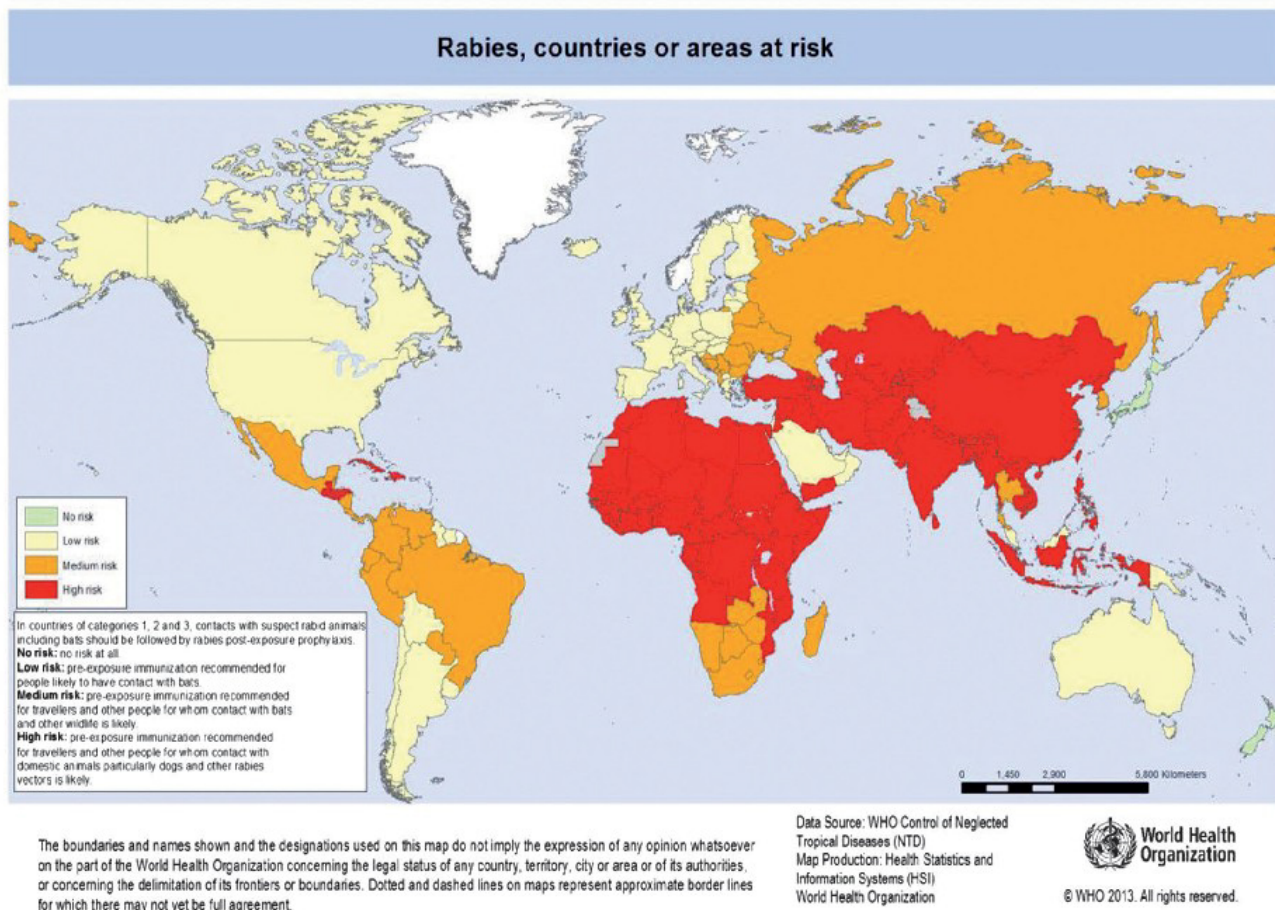 Rabies, countries or areas at risk
No risk
Low risk
Medium risk
High risk
In countries of categories 1, 2 and 3, contacts with suspect rabid animals
including bats should be followed by rabies post-exposure prophylaxis.
No risk: no risk at all.
Low risk: pre-exposure immunization recommended for
people likely to have contact with bats.
Medium risk: pre-exposure immunization recommended
for travellers and other people for whom contact with bats
and other wildlife is likely.
High risk: pre-exposure immunization recommended
for travellers and other people for whom contact with
domestic animals particularly dogs and other rabies
vectors is likely.
0 1,450 2,900 5,800 Kilometers
The boundaries and names shown and the designations used on this map do not imply the expression of any opinion whatsoever
on the part of the World Health Organization concerning the legal status of any country, territory, city or area or of its authorities,
or concerning the delimitation of its frontiers or boundaries. Dotted and dashed lines on maps represent approximate border lines
for which there may not yet be full agreement.
Data Source: WHO Control of Neglected
Tropical Diseases (NTD)
Map Production: Health Statistics and
Information Systems (HSI)
World Health Organization
World Health
Organization
© WHO 2013. All rights reserved.